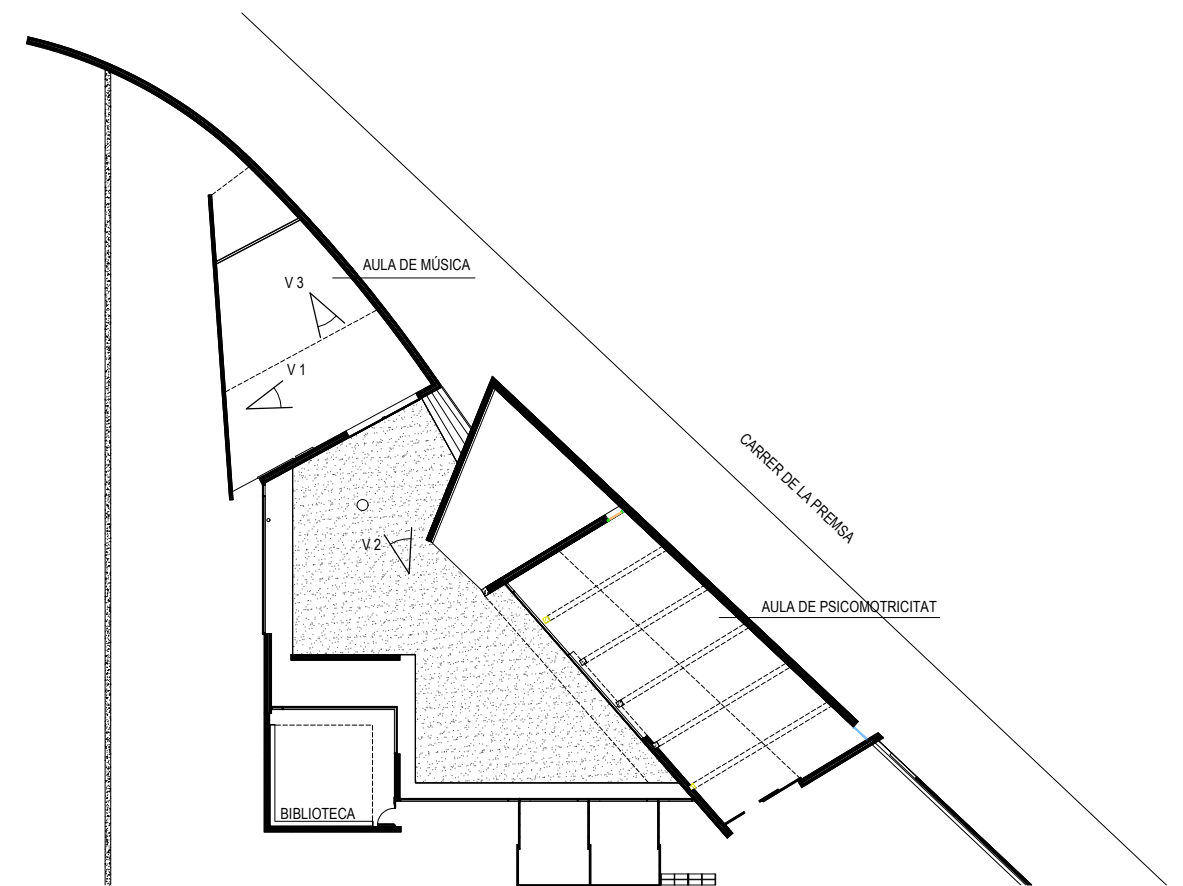 AULA DE MÚSICA
V 3
V 1
CARRER DE LA PREMSA
V 2
AULA DE PSICOMOTRICITAT
BIBLIOTECA